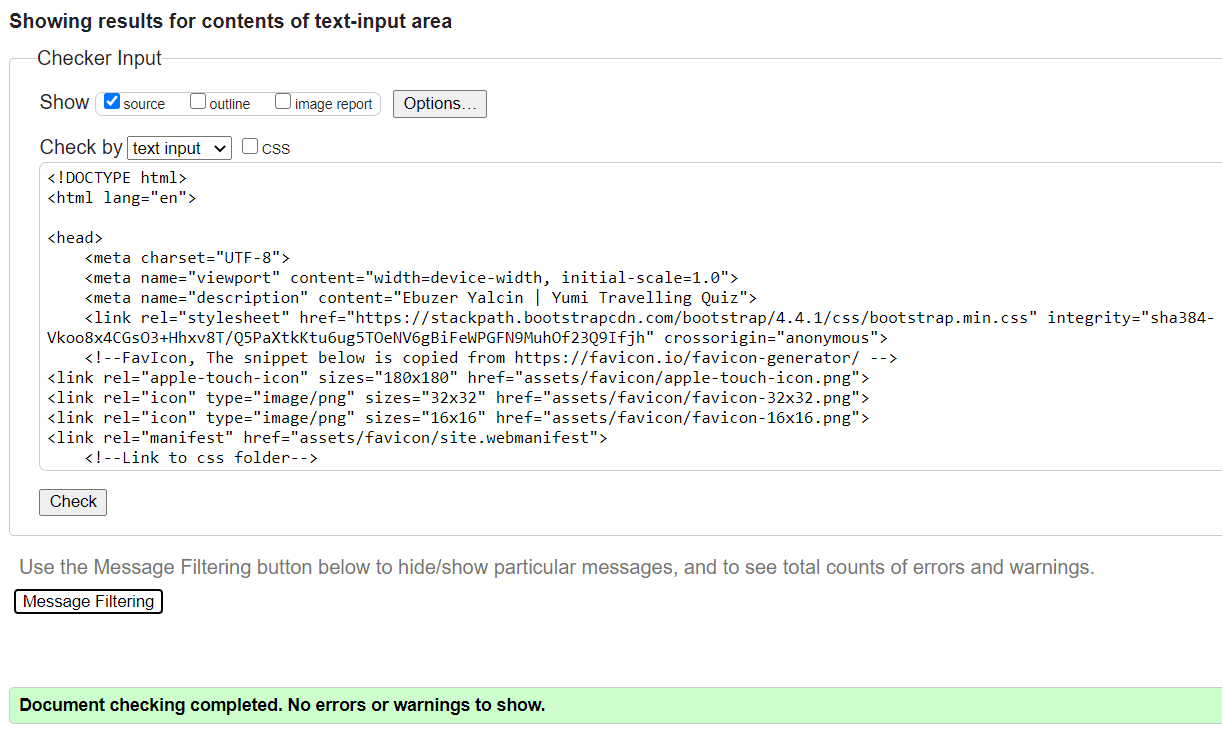 Showing results for contents of text-input area
Checker Input
Show source outline image report Options...
Check by text input CSS
<!DOCTYPE html>
<html lang="en">
<head>
<meta charset="UTF-8">
<meta name="viewport" content="width=device-width, initial-scale=1.0">
<meta name="description" content="Ebuzer Yalcin | Yumi Travelling Quiz">
<link rel="stylesheet" href="https://stackpath.bootstrapcdn.com/bootstrap/4.4.1/css/bootstrap.min.css" integrity="sha384-
Vkoo8x4CGsO3+Hhxv8T/Q5PaXtkKtu6ug5TOeNV6gBiFeWPGFN9MuhOf23Q9Ifjh" crossorigin="anonymous">
<!--FavIcon, The snippet below is copied from https://favicon.io/favicon-generator/ -->
<link rel="apple-touch-icon" sizes="180x180" href="assets/favicon/apple-touch-icon.png">
<link rel="icon" type="image/png" sizes="32x32" href="assets/favicon/favicon-32x32.png">
<link rel="icon" type="image/png" sizes="16x16" href="assets/favicon/favicon-16x16.png">
<link rel="manifest" href="assets/favicon/site.webmanifest">
<!--Link to css folder-->
Check
Use the Message Filtering button below to hide/show particular messages, and to see total counts of errors and warnings.
Message Filtering
Document checking completed. No errors or warnings to show.